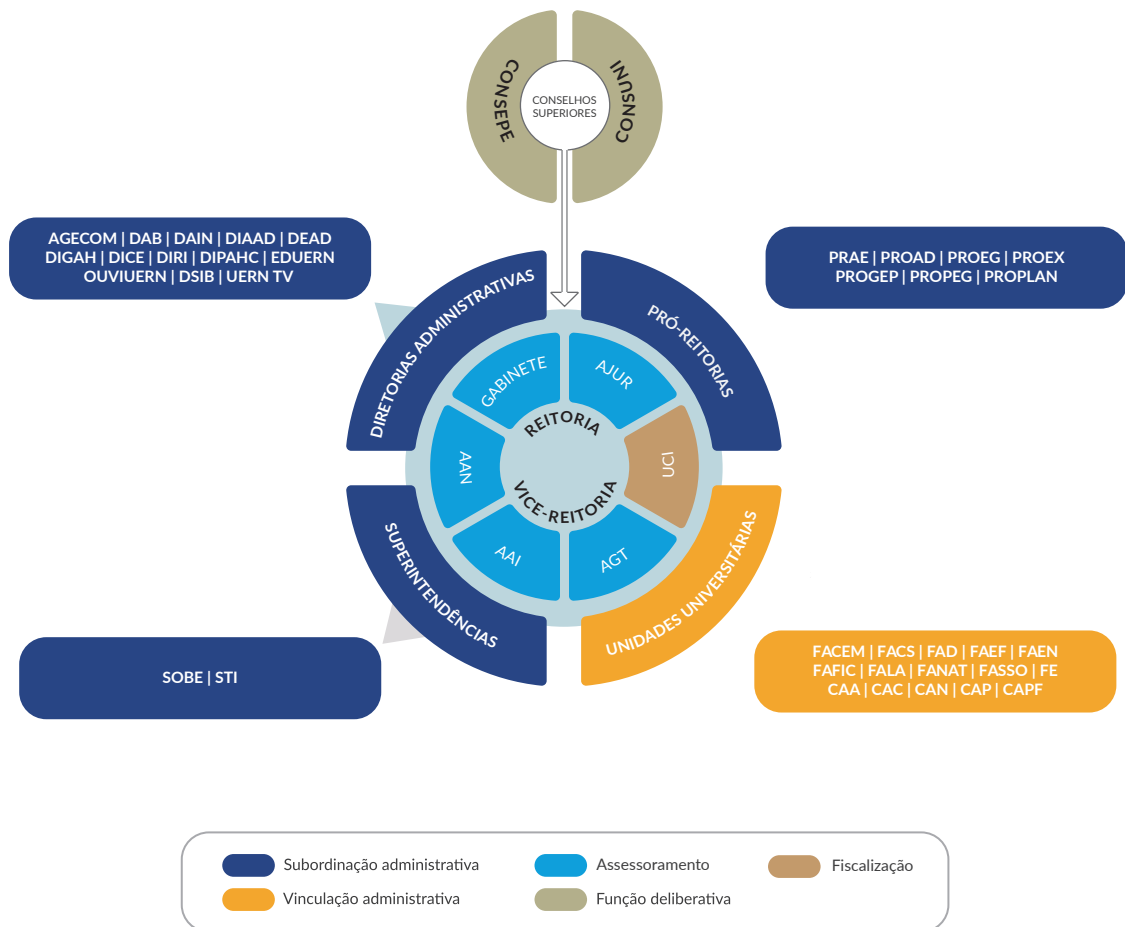 CONSEPE
CONSUNI
CONSELHOS
SUPERIORES
AGECOM | DAB | DAIN | DIAAD | DEAD
DIGAH | DICE | DIRI | DIPAHC | EDUERN
OUVIUERN | DSIB | UERN TV
PRAE | PROAD | PROEG | PROEX
PROGEP | PROPEG | PROPLAN
DIRETORIAS ADMINISTRATIVAS
PRÓ-REITORIAS
GABINETE
AJUR
REITORIA
AAN
UCI
VICE-REITORIA
AAI
AGT
SUPERINTENDÊNCIAS
UNIDADES UNIVERSITÁRIAS
SOBE | STI
FACEM | FACS | FAD | FAEF | FAEN
FAFIC | FALA | FANAT | FASSO | FE
CAA | CAC | CAN | CAP | CAPF
Subordinação administrativa
Assessoramento
Fiscalização
Vinculação administrativa
Função deliberativa